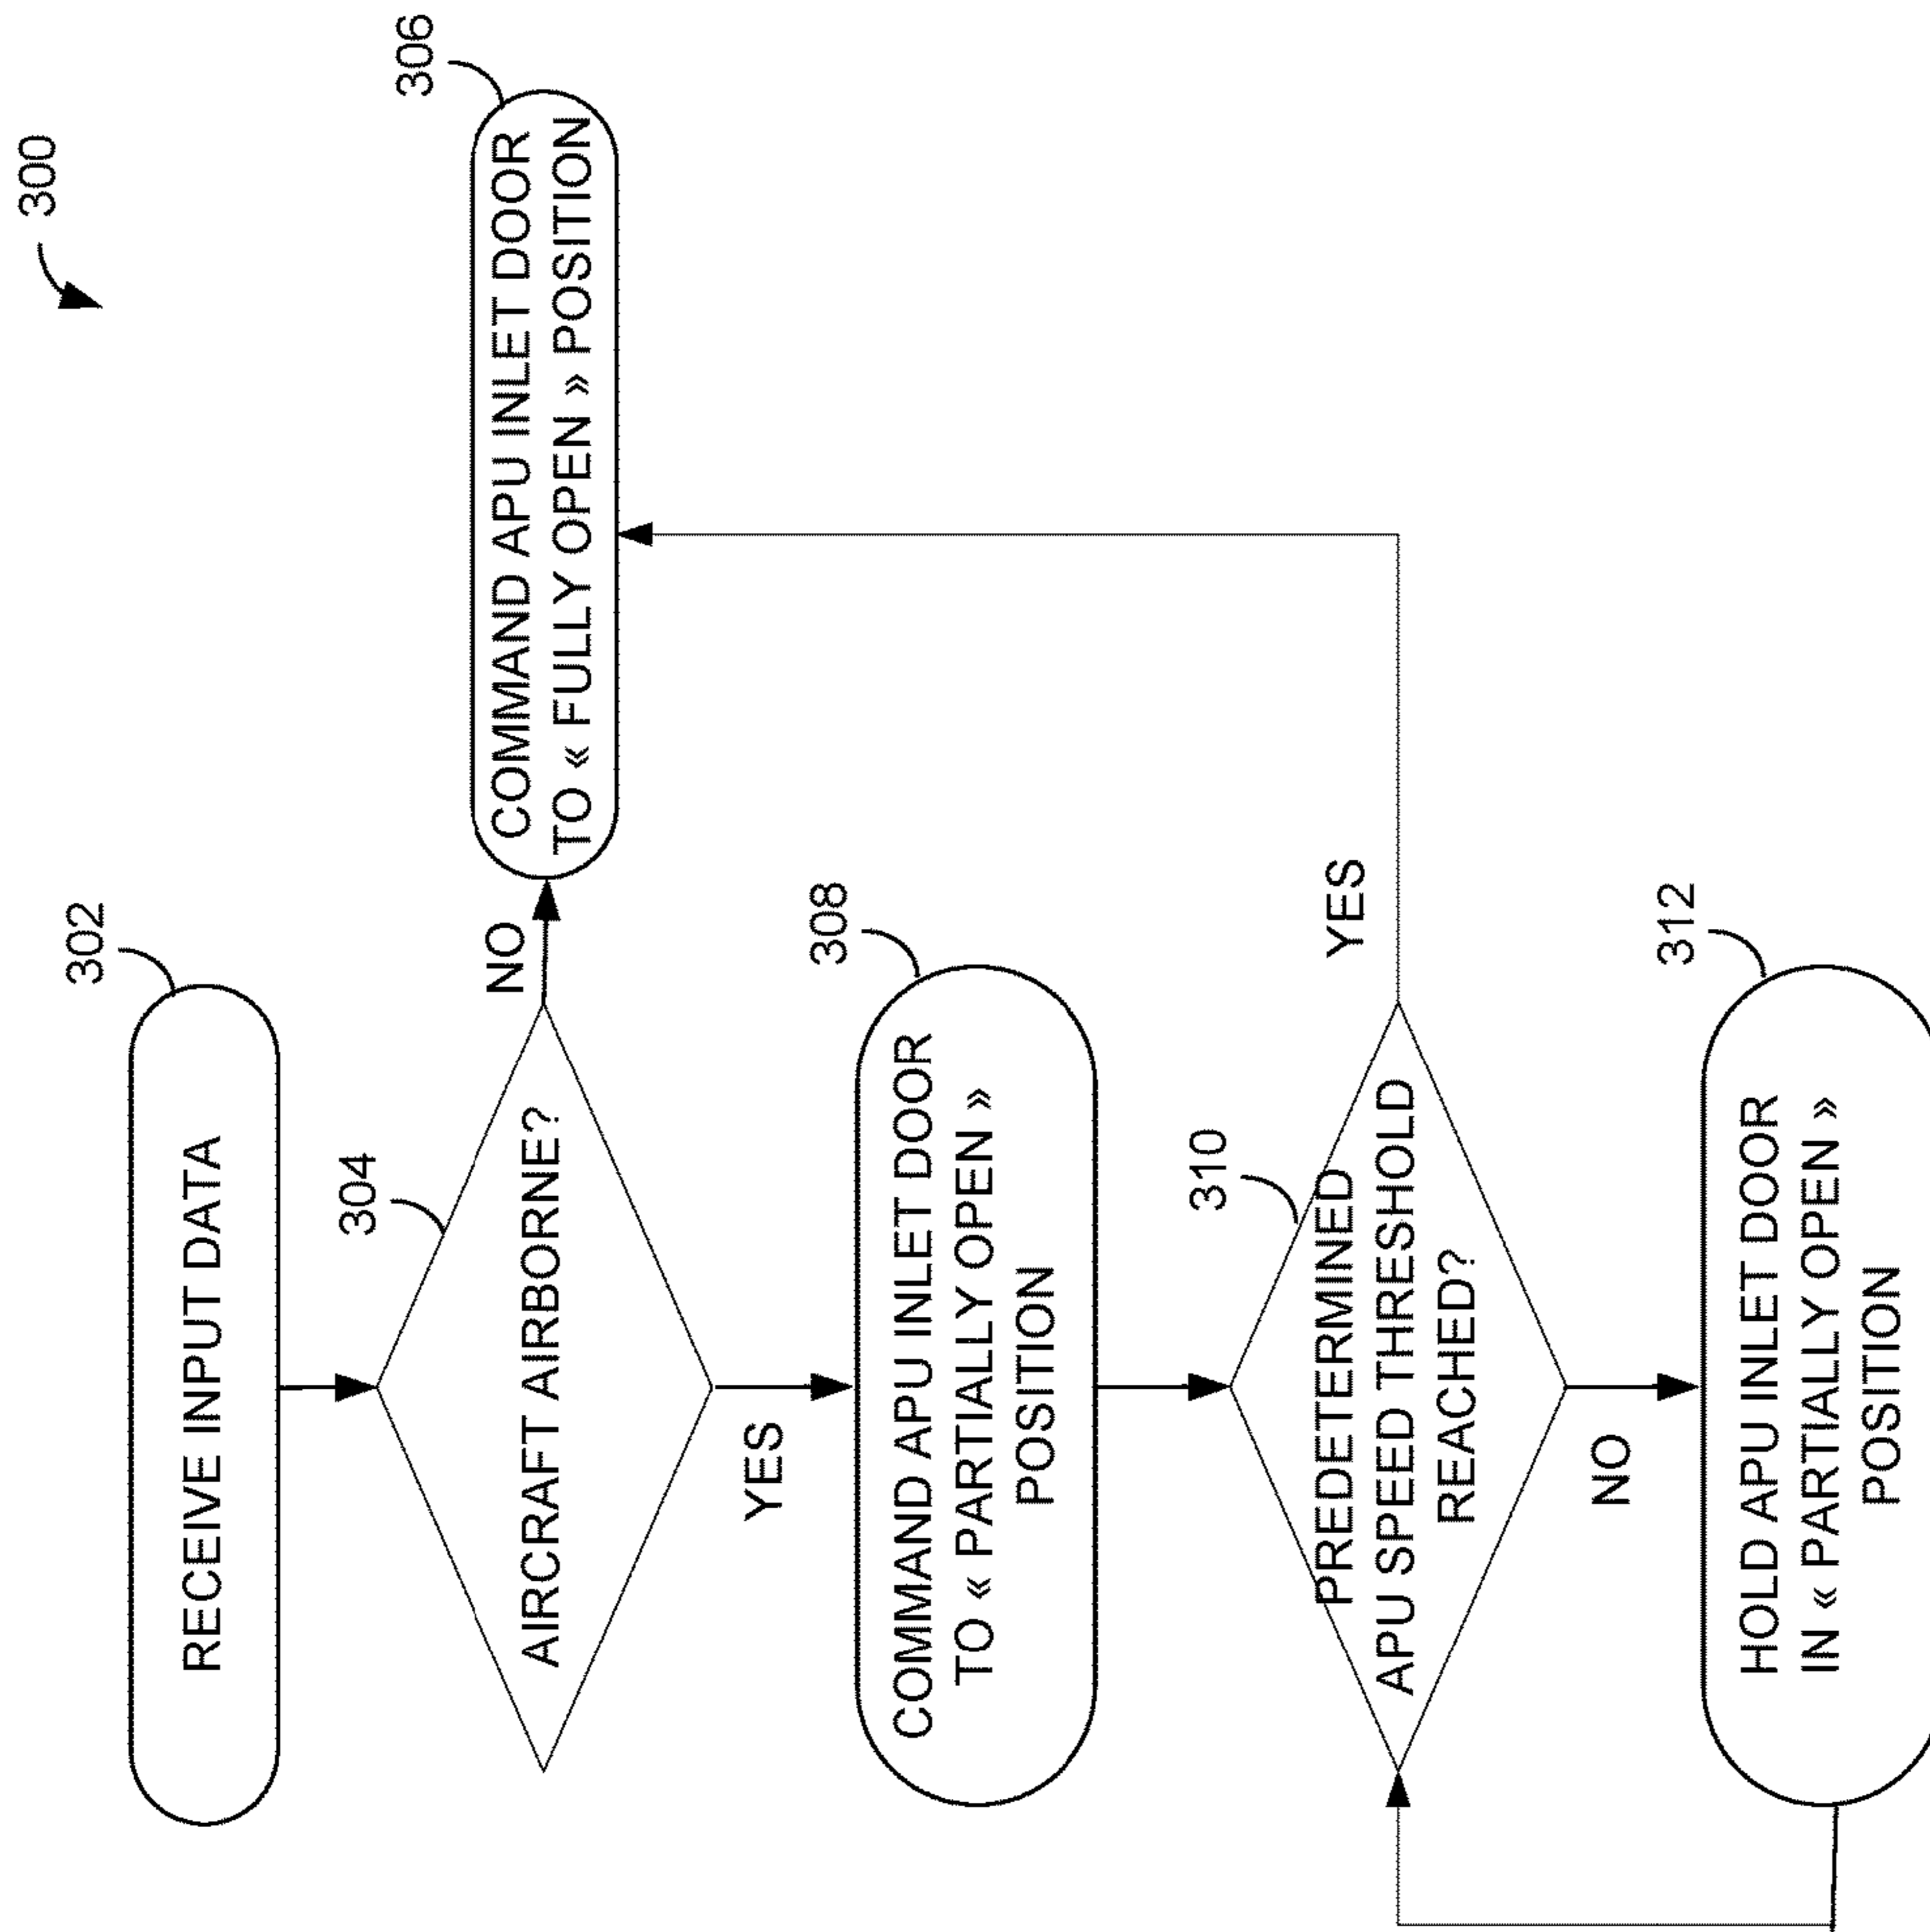 300
302
RECEIVE INPUT DATA
304
AIRCRAFT AIRBORNE?
NO
306
COMMAND APU INLET DOOR
TO « FULLY OPEN » POSITION
YES
308
COMMAND APU INLET DOOR
TO « PARTIALLY OPEN »
POSITION
310
PREDETERMINED
APU SPEED THRESHOLD
REACHED?
YES
NO
312
HOLD APU INLET DOOR
IN « PARTIALLY OPEN »
POSITION